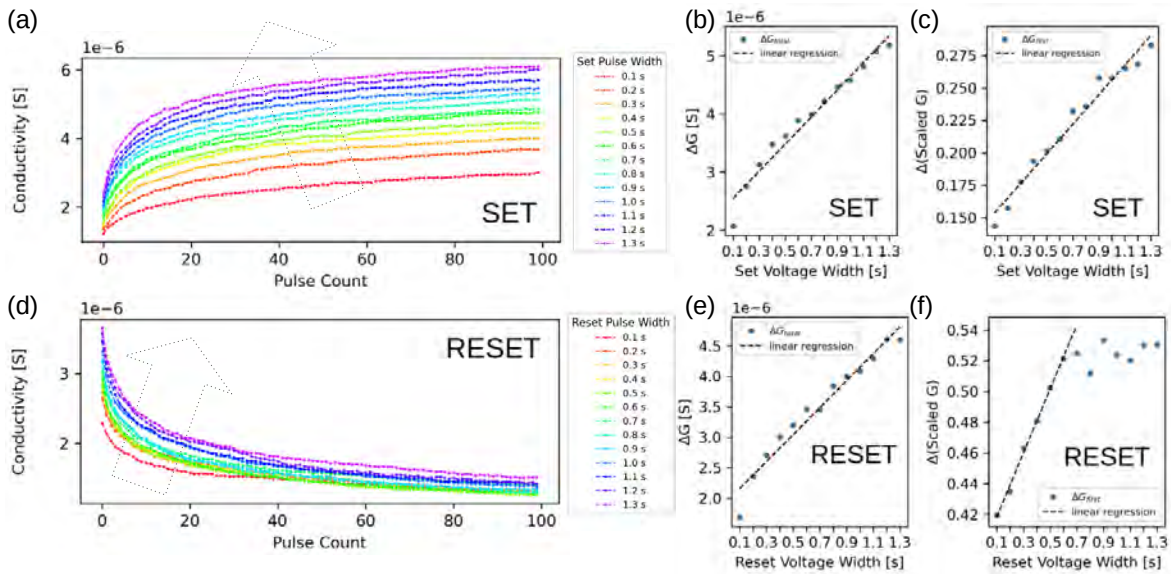 (a)
1e−6
Conductivity [S]
6
4
2
0
20
40
60
80
100
Pulse Count
SET
Set Pulse Width
0.1 s
0.2 s
0.3 s
0.4 s
0.5 s
0.6 s
0.7 s
0.8 s
0.9 s
1.0 s
1.1 s
1.2 s
1.3 s
(b)
1e−6
ΔG [S]
5
4
3
2
ΔG
linear regression
SET
0.1 0.3 0.5 0.7 0.9 1.1 1.3
Set Voltage Width [s]
(c)
Δ(Scaled G)
0.275
0.250
0.225
0.200
0.175
0.150
ΔG first
linear regression
SET
0.1 0.3 0.5 0.7 0.9 1.1 1.3
Set Voltage Width [s]
(d)
1e−6
Conductivity [S]
3
2
0
20
40
60
80
100
Pulse Count
RESET
Reset Pulse Width
0.1 s
0.2 s
0.3 s
0.4 s
0.5 s
0.6 s
0.7 s
0.8 s
0.9 s
1.0 s
1.1 s
1.2 s
1.3 s
(e)
1e−6
ΔG [S]
4.5
4.0
3.5
3.0
2.5
2.0
ΔG
linear regression
RESET
0.1 0.3 0.5 0.7 0.9 1.1 1.3
Reset Voltage Width [s]
(f)
Δ(Scaled G)
0.54
0.52
0.50
0.48
0.46
0.44
0.42
RESET
ΔG first
linear regression
0.1 0.3 0.5 0.7 0.9 1.1 1.3
Reset Voltage Width [s]